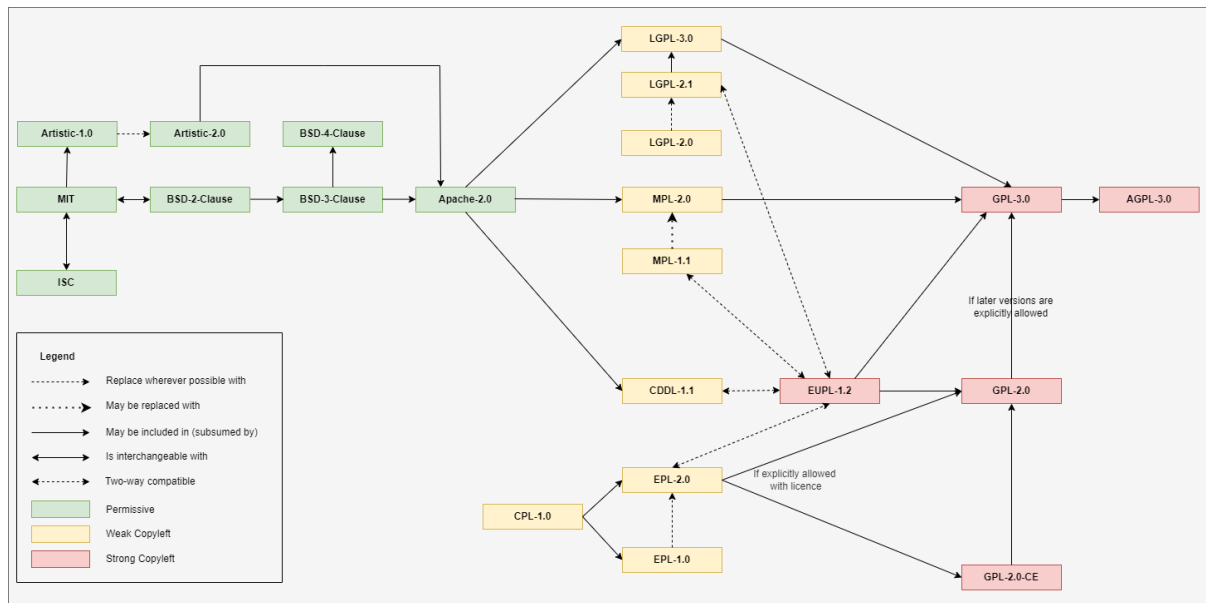 LGPL-3.0
LGPL-2.1
Artistic-1.0
Artistic-2.0
BSD-4-Clause
LGPL-2.0
MIT
BSD-2-Clause
BSD-3-Clause
Apache-2.0
MPL-2.0
GPL-3.0
AGPL-3.0
MPL-1.1
ISC
If later versions are
explicitly allowed
Legend
Replace wherever possible with
May be replaced with
May be included in (subsumed by)
Is interchangeable with
Two-way compatible
Permissive
Weak Copyleft
Strong Copyleft
CDDL-1.1
EUPL-1.2
GPL-2.0
EPL-2.0
If explicitly allowed
with licence
CPL-1.0
EPL-1.0
GPL-2.0-CE